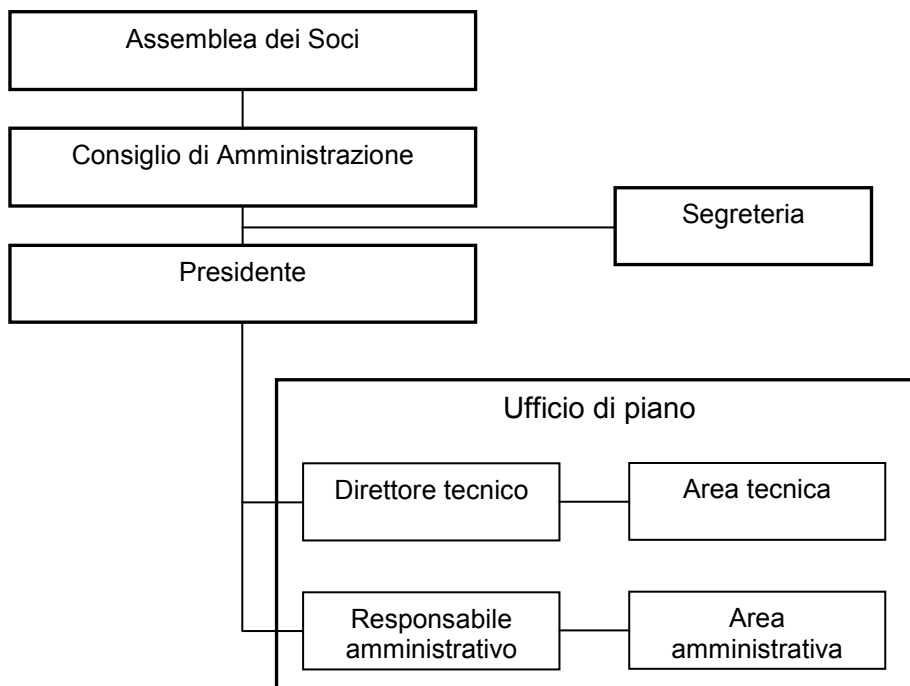 Assemblea dei Soci
Consiglio di Amministrazione
Segreteria
Presidente
Ufficio di piano
Direttore tecnico
Area tecnica
Responsabile
amministrativo
Area
amministrativa